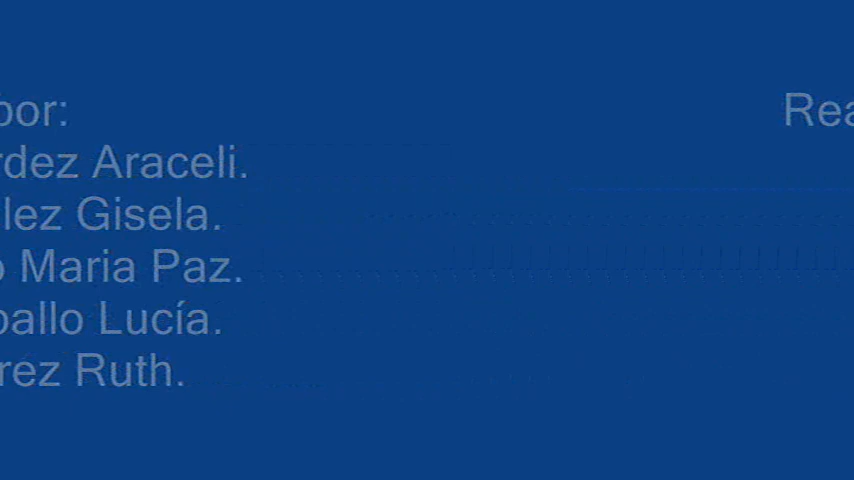 por:
rdez Araceli.
lez Gisela.
o Maria Paz.
ballo Lucía.
rez Ruth.
Rea